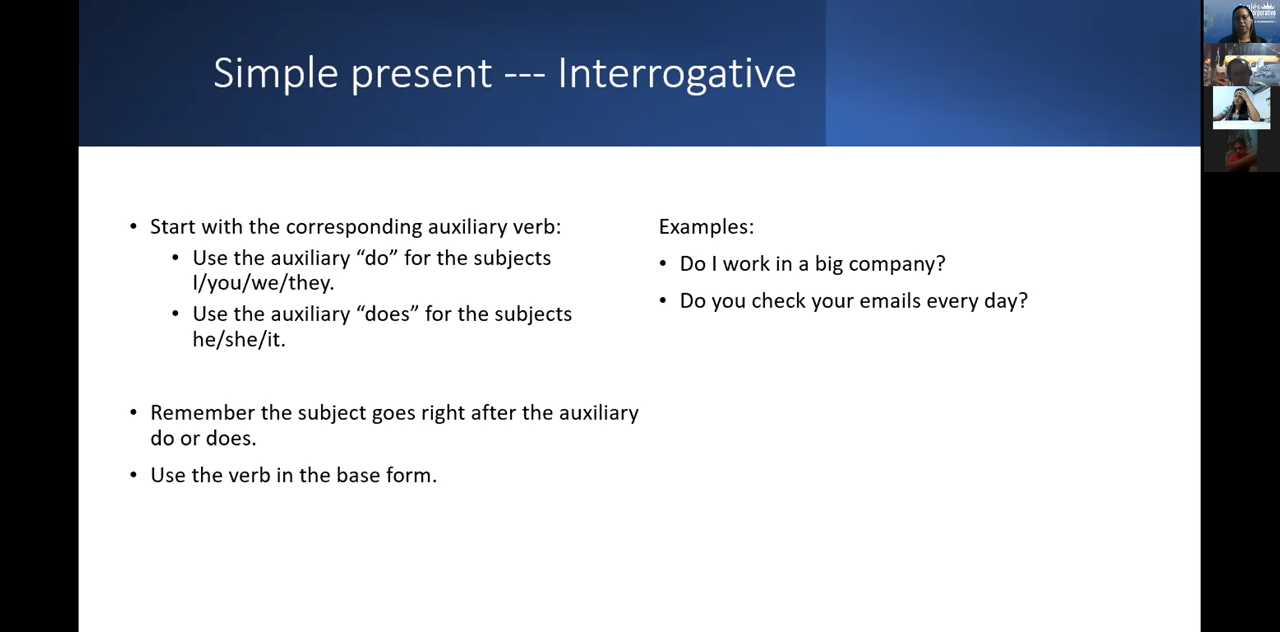 Simple present --- Interrogative
• Start with the corresponding auxiliary verb:
• Use the auxiliary “do” for the subjects
I/you/we/they.
• Use the auxiliary “does” for the subjects
he/she/it.
• Remember the subject goes right after the auxiliary
do or does.
• Use the verb in the base form.
Examples:
• Do I work in a big company?
• Do you check your emails every day?